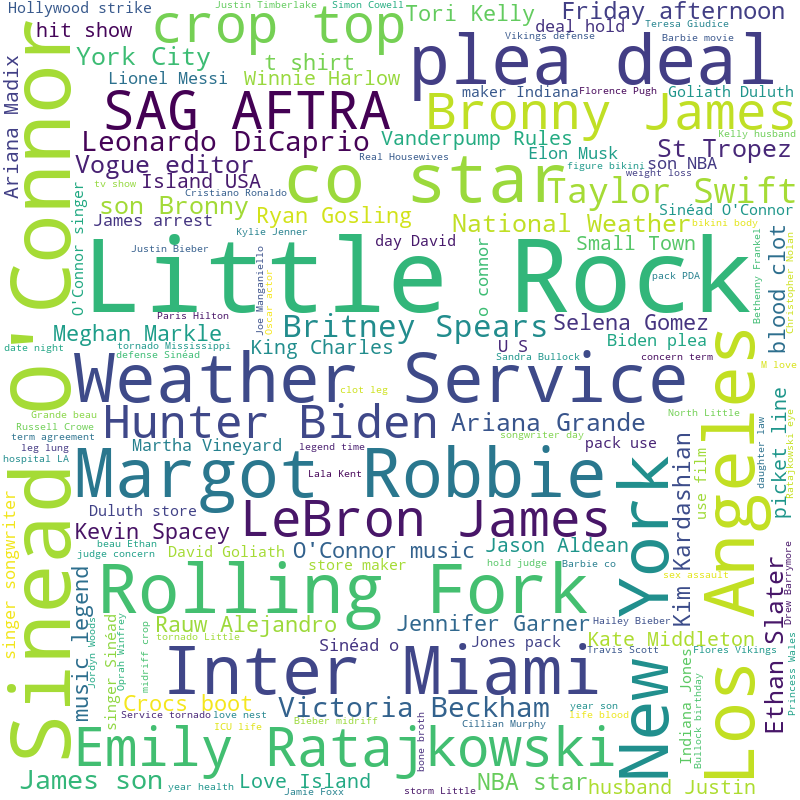 Hollywood strike
Justin Timberlake
Simon Cowell
Tori Kelly
Friday afternoon
Teresa Giudice
hit show
crop top
deal hold
Vikings defense
Barbie movie
York City
t shirt
plea deal
Ariana Madix
Lionel Messi
Winnie Harlow
maker Indiana
Florence Pugh
Goliath Duluth
SAG AFTRA
Bronny James
Leonardo DiCaprio
Vanderpump Rules
Kelly husband
Vogue editor
Real Housewives
Elon Musk
St Tropez
tv show
Island USA
co star
figure bikini
son NBA
weight loss
Cristiano Ronaldo
Taylor Swift
son Bronny
Ryan Gosling
National Weather
Sinéad O'Connor
James arrest
Kylie Jenner
bikini body
O'Connor singer
Justin Bieber
day David
Small Town
Sinead O'Connor
Little Rock
o connor
pack PDA
Bethenny Frankel
Christopher Nolan
blood clot
Joe Manganiello
Oscar actor
Paris Hilton
Meghan Markle
Britney Spears
Selena Gomez
Biden plea
date night
tornado Mississippi
defense Sinéad
King Charles
U S
Sandra Bullock
concern term
M love
Weather Service
clot leg
Grande beau
Russell Crowe
Hunter Biden
Ariana Grande
North Little
term agreement
leg lung
hospital LA
Martha Vineyard
legend time
songwriter day
pack use
Kim Kardashian
use film
daughter law
picket line
Ratajkowski eye
Margot Robbie
Lala Kent
New York
Los Angeles
singer songwriter
Duluth store
LeBron James
Kevin Spacey
beau Ethan
judge concern
David Goliath
O'Connor music
Jason Aldean
store maker
hold judge
Barbie co
music legend
Rolling Fork
sex assault
Ethan Slater
Drew Barrymore
Jordyn Woods
Oprah Winfrey
singer Sinéad
midriff crop
Rauw Alejandro
tornado Little
Jennifer Garner
Hailey Bieber
Kate Middleton
Sinéad o
Jones pack
Travis Scott
Flores Vikings
Inter Miami
Indiana Jones
Bullock birthday
Princess Wales
Crocs boot
Victoria Beckham
Cillian Murphy
year son
life blood
Service tornado
love nest
Bieber midriff
ICU life
bone broth
Emily Ratajkowski
James son
year health
Love Island
Jamie Foxx
storm Little
NBA star
husband Justin